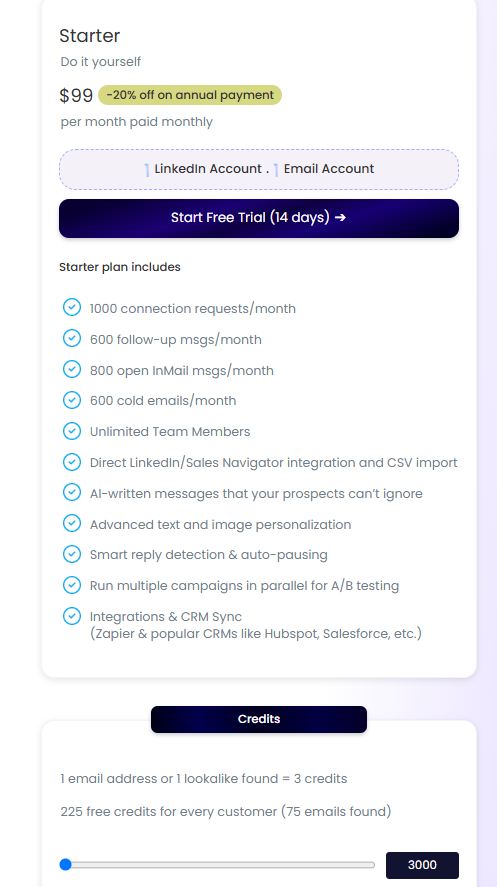 Starter
Do it yourself
$99 -20% off on annual payment
per month paid monthly
1 LinkedIn Account . 1 Email Account
Start Free Trial (14 days) ➔
Starter plan includes
1000 connection requests/month
600 follow-up msgs/month
800 open InMail msgs/month
600 cold emails/month
Unlimited Team Members
Direct LinkedIn/Sales Navigator integration and CSV import
AI-written messages that your prospects can’t ignore
Advanced text and image personalization
Smart reply detection & auto-pausing
Run multiple campaigns in parallel for A/B testing
Integrations & CRM Sync
(Zapier & popular CRMs like Hubspot, Salesforce, etc.)
Credits
1 email address or 1 lookalike found = 3 credits
225 free credits for every customer (75 emails found)
3000